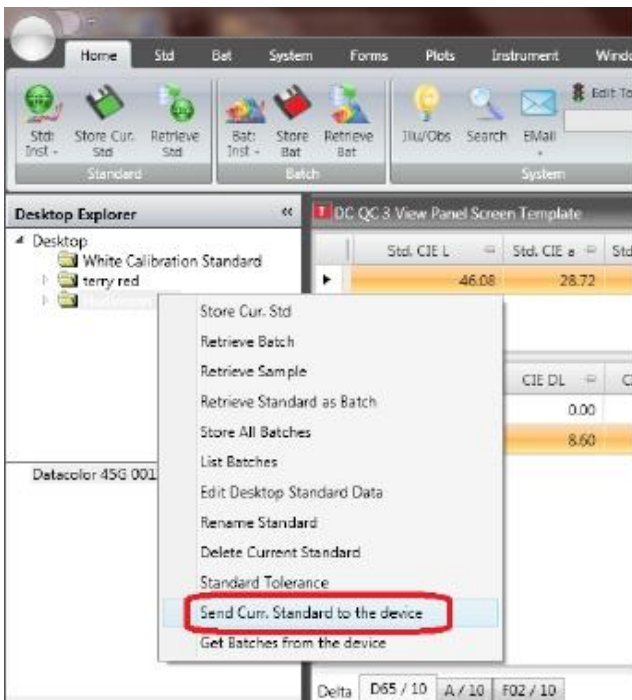 Home Std Bat System Forms Plots Instrument Windo
Edit To
Std: Inst - Store Cur. Std Retrieve Std Bat: Inst - Store Bat Retrieve Bat Illu/Obs Search EMail
Standard Batch System
Desktop Explorer «
DC QC 3 View Panel Screen Template
Desktop
White Calibration Standard
terry red
Std. CIE L Std. CIE a Std
46.08 28.72
CIE DL C
0.00
8.60
Store Cur. Std
Retrieve Batch
Retrieve Sample
Retrieve Standard as Batch
Store All Batches
List Batches
Edit Desktop Standard Data
Rename Standard
Delete Current Standard
Standard Tolerance
Send Curr. Standard to the device
Get Batches from the device
Datacolor 45G 001
Delta D65 / 10 A / 10 F02 / 10